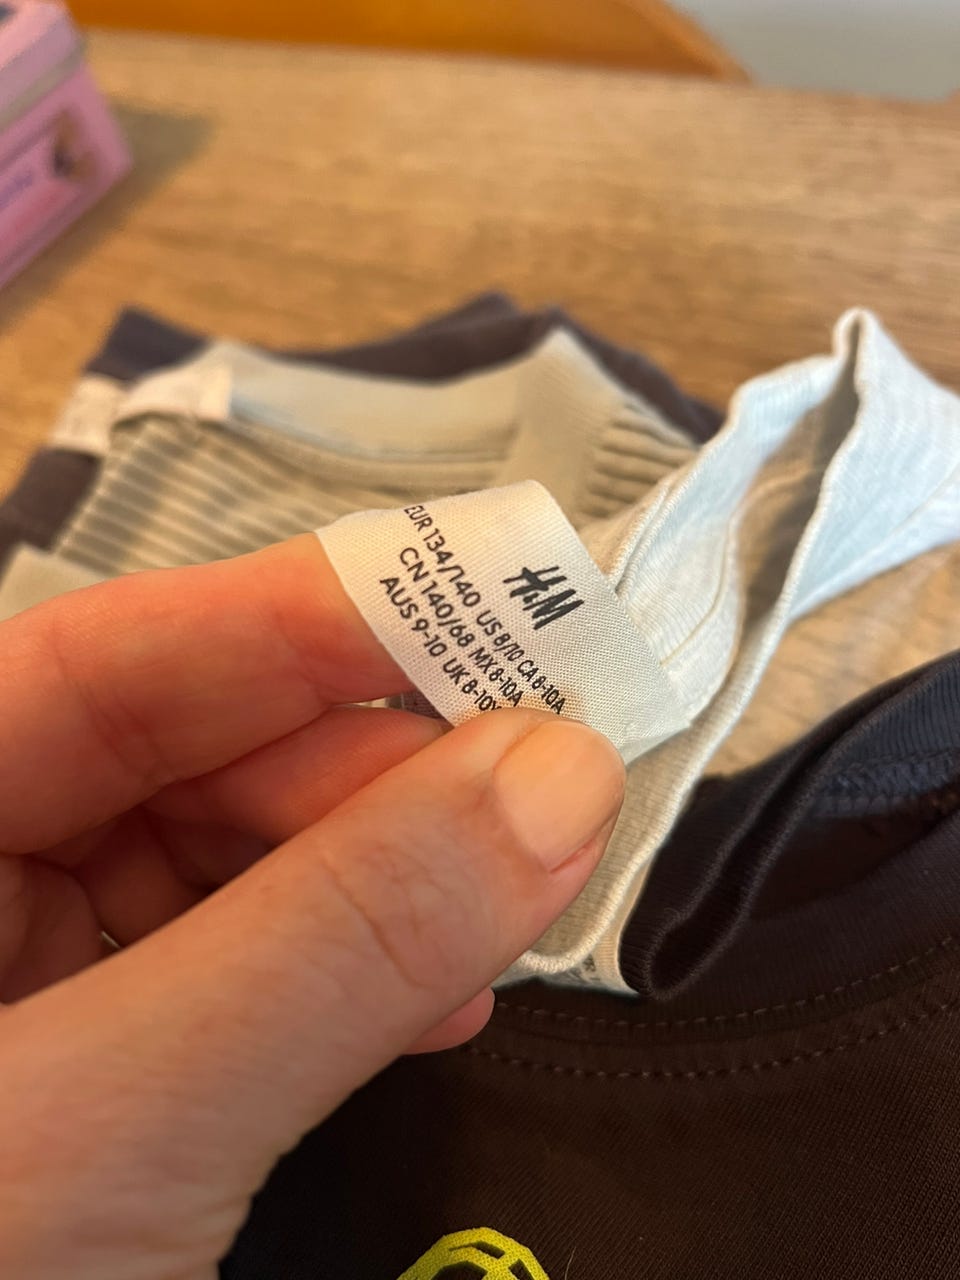 H&M
EUR 134/140 US 8/10 CA 8-10A
CN 140/68 MX 8-10A
AUS 9-10 UK 8-10Y